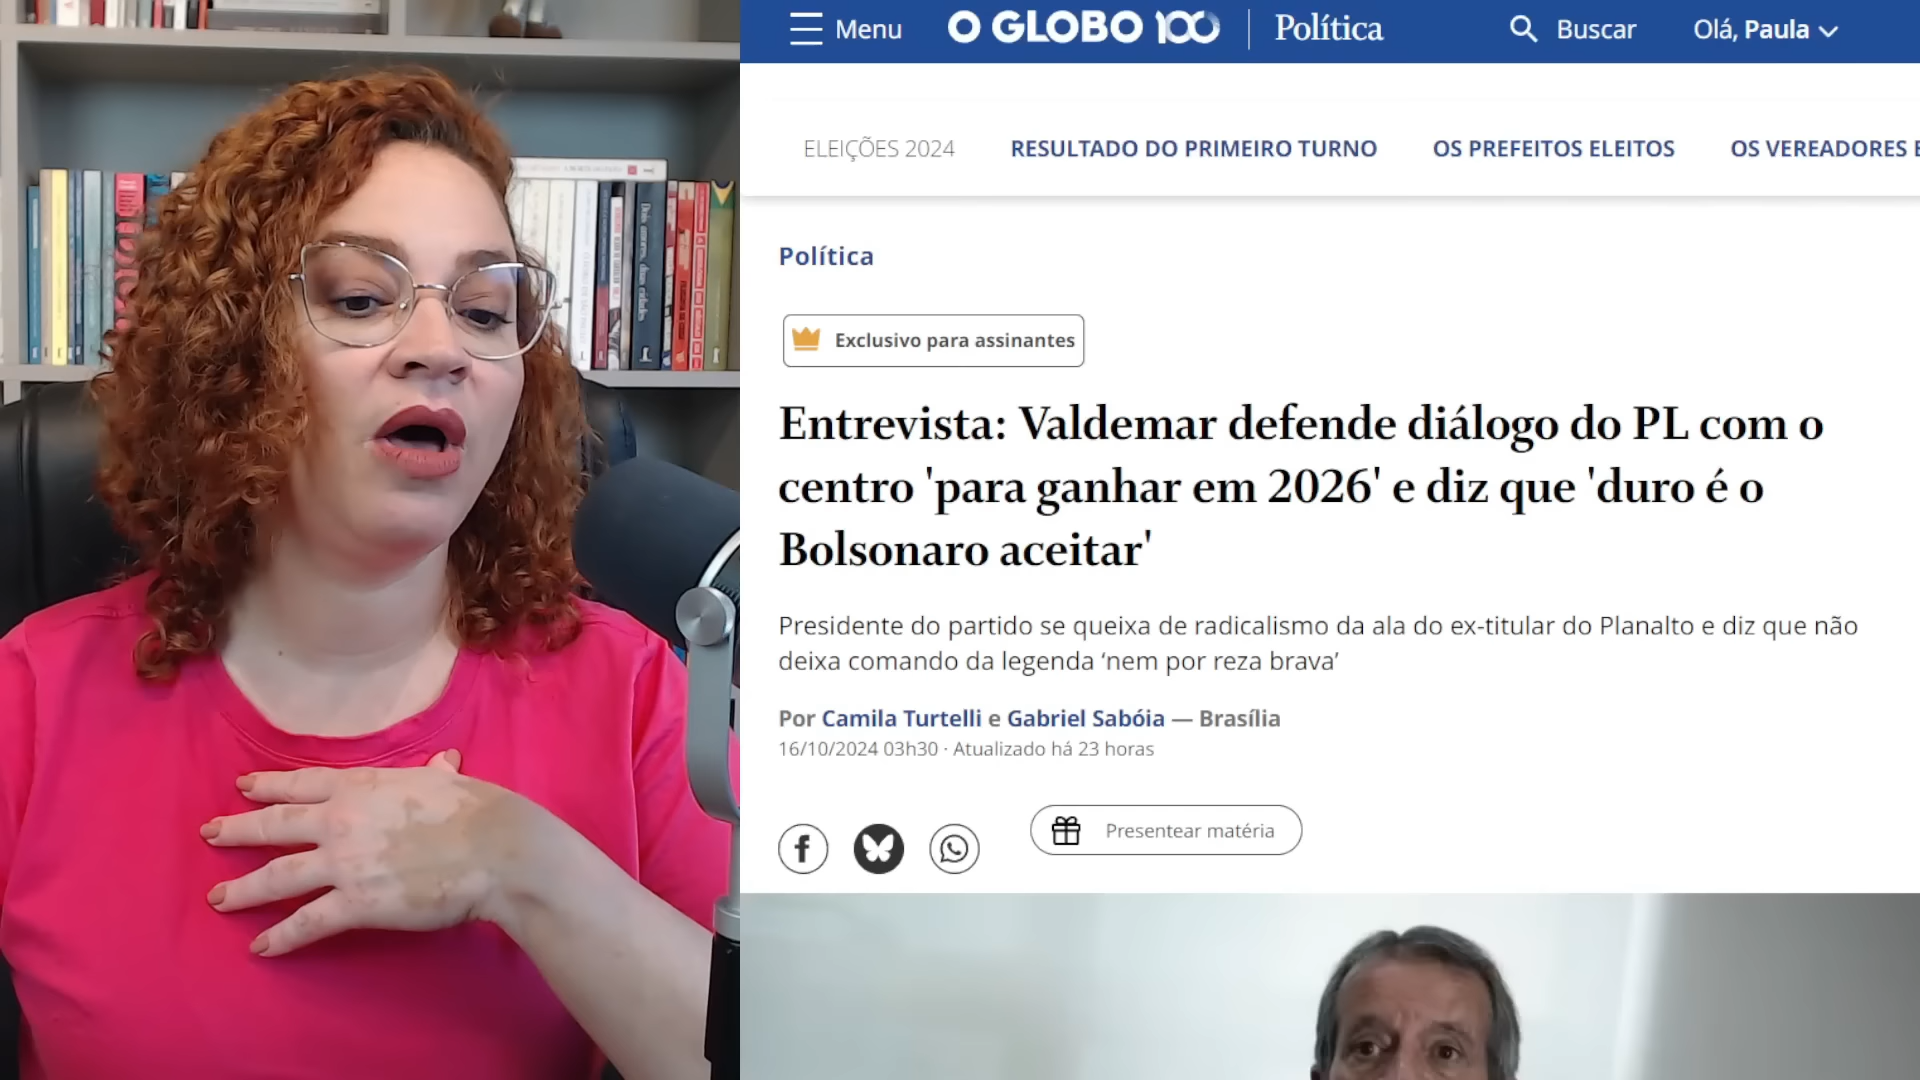 Menu
O GLOBO 100
Política
Buscar
Olá, Paula
ELEIÇÕES 2024
RESULTADO DO PRIMEIRO TURNO
OS PREFEITOS ELEITOS
OS VEREADORES E
Política
Exclusivo para assinantes
Entrevista: Valdemar defende diálogo do PL com o
centro 'para ganhar em 2026' e diz que 'duro é o
Bolsonaro aceitar'
Presidente do partido se queixa de radicalismo da ala do ex-titular do Planalto e diz que não
deixa comando da legenda ‘nem por reza brava’
Por Camila Turtelli e Gabriel Sabóia — Brasília
16/10/2024 03h30 · Atualizado há 23 horas
Presentear matéria